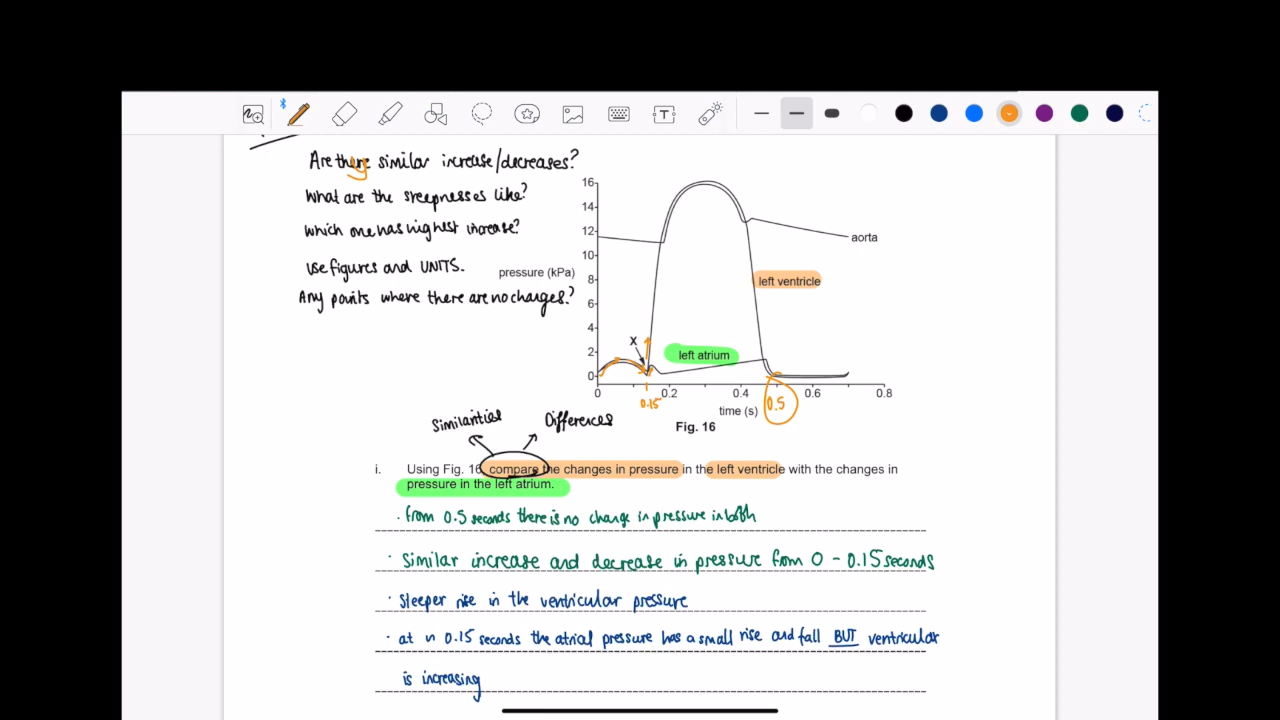 Are they similar increase/decreases?
What are the steepnesses like?
Which one has highest increase?
Use figures and UNITS.
Any points where there are no changes?
16
14
12
10
8
6
4
2
0
pressure (kPa)
aorta
left ventricle
X
left atrium
0
0.2
0.4
0.6
0.8
0.15
0.5
time (s)
Fig. 16
Similarities
Differences
i. Using Fig. 16 compare the changes in pressure in the left ventricle with the changes in
pressure in the left atrium.
· from 0.5 seconds there is no change in pressure in both
· Similar increase and decrease in pressure from 0 - 0.15 seconds
· Steeper rise in the ventricular pressure
· at ~ 0.15 seconds the atrial pressure has a small rise and fall BUT ventricular
is increasing